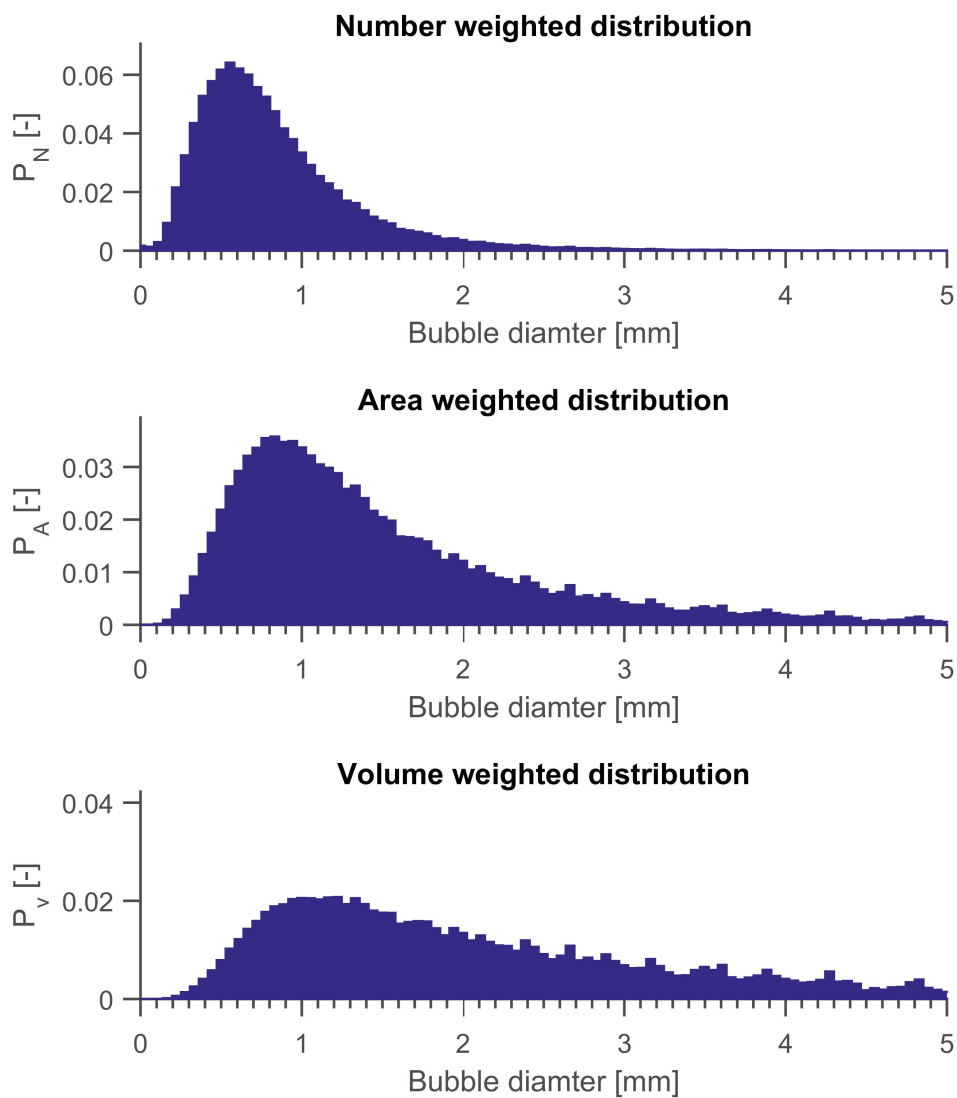 Number weighted distribution
0.06
0.04
0.02
0
P_N [-]
0 1 2 3 4 5
Bubble diamter [mm]
Area weighted distribution
0.03
0.02
0.01
0
P_A [-]
0 1 2 3 4 5
Bubble diamter [mm]
Volume weighted distribution
0.04
0.02
0
P_v [-]
0 1 2 3 4 5
Bubble diamter [mm]